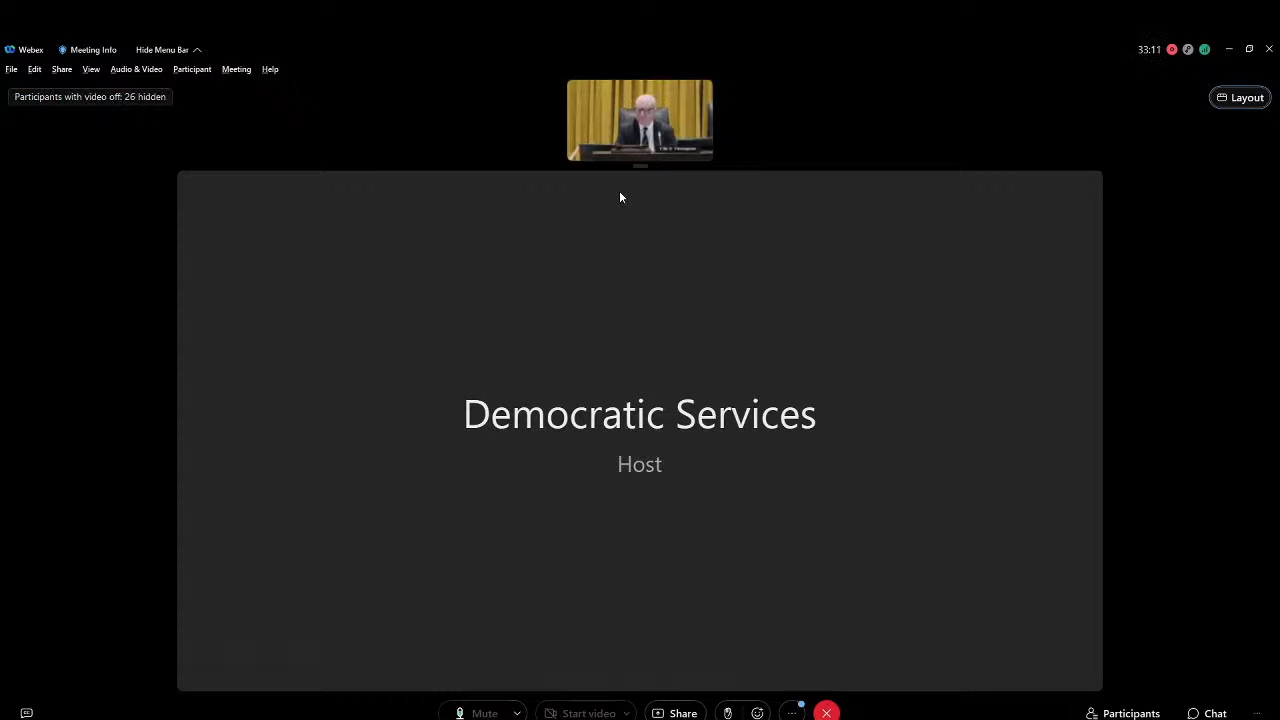 Webex
Meeting Info
Hide Menu Bar
33:11
File
Edit
Share
View
Audio & Video
Participant
Meeting
Help
Participants with video off: 26 hidden
Layout
Democratic Services
Host
Mute
Start video
Share
Participants
Chat